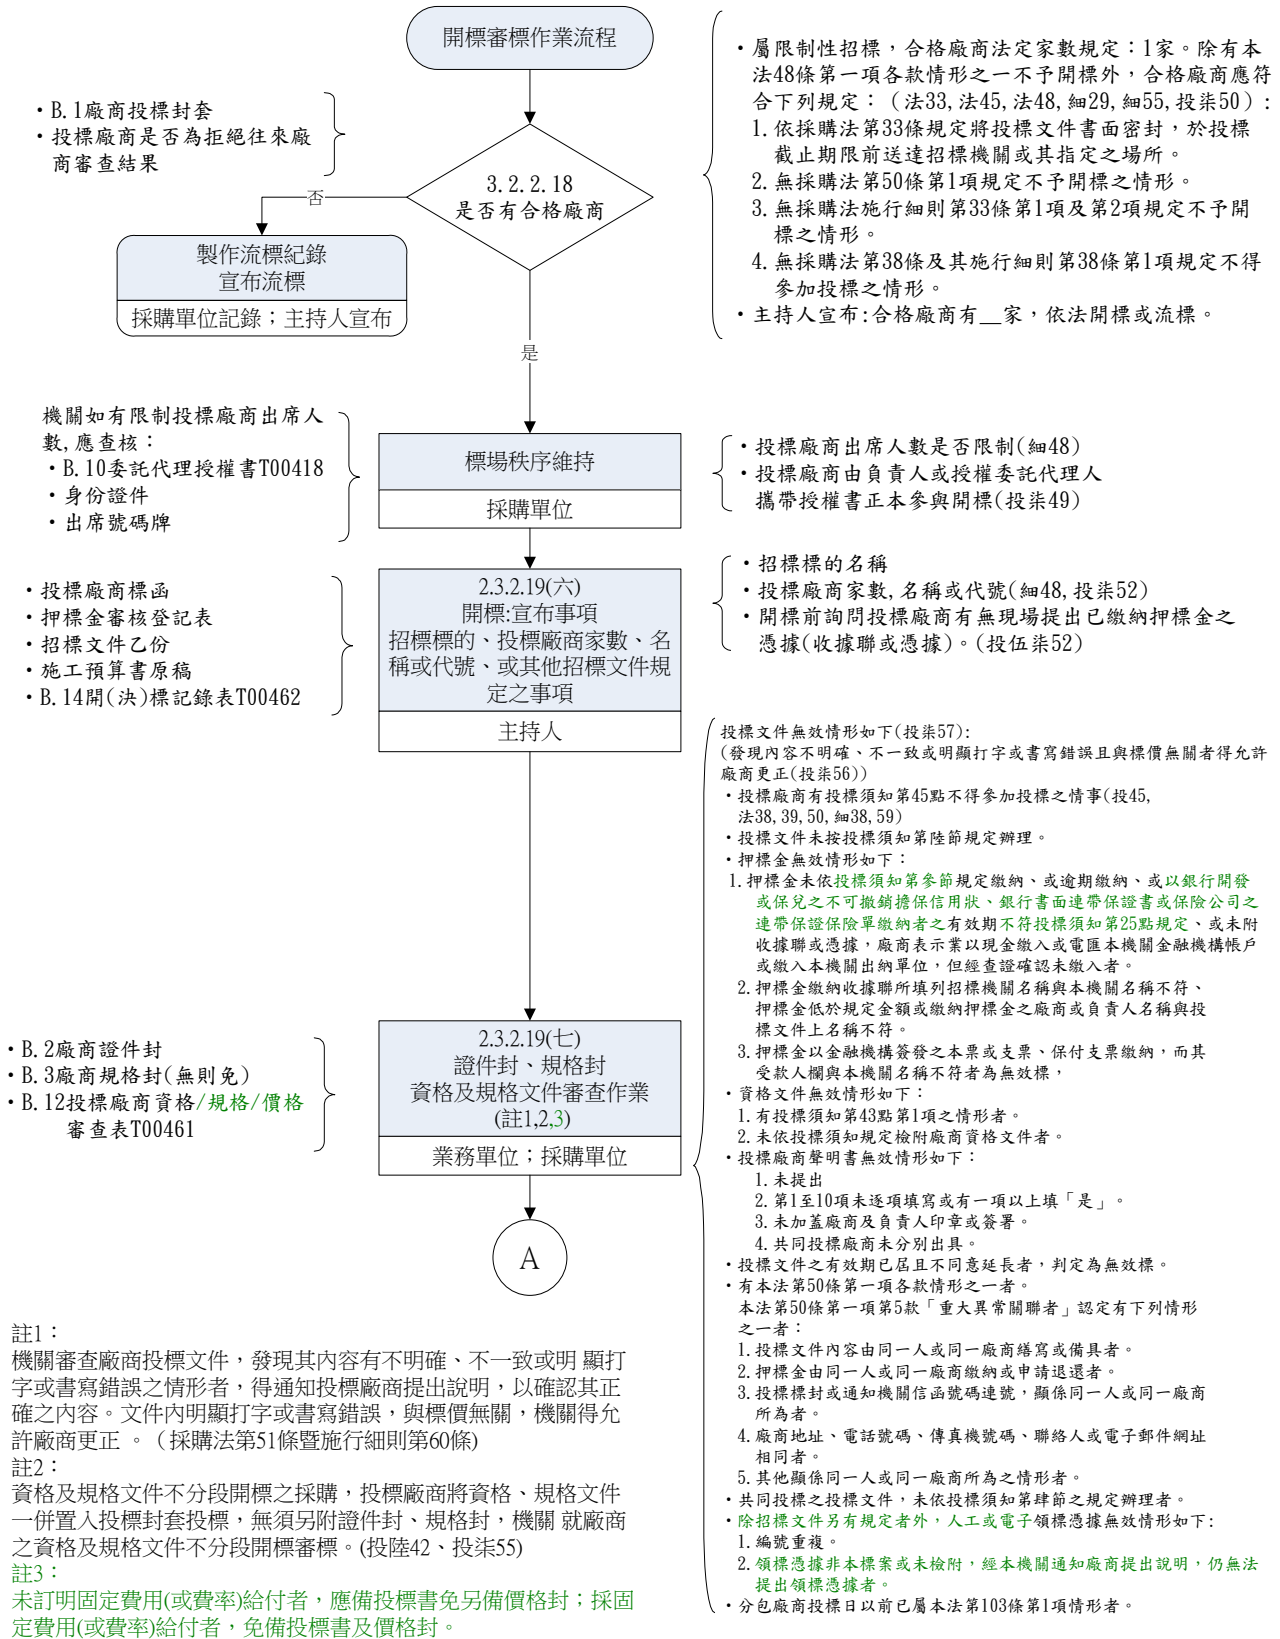 開標審標作業流程
・B.1廠商投標封套
・投標廠商是否為拒絕往來廠
商審查結果
3.2.2.18
是否有合格廠商
否
製作流標紀錄
宣布流標
採購單位記錄；主持人宣布
是
・屬限制性招標，合格廠商法定家數規定：1家。除有本
法48條第一項各款情形之一不予開標外，合格廠商應符
合下列規定：（法33,法45,法48,細29,細55,投柒50）:
1.依採購法第33條規定將投標文件書面密封，於投標
截止期限前送達招標機關或其指定之場所。
2.無採購法第50條第1項規定不予開標之情形。
3.無採購法施行細則第33條第1項及第2項規定不予開
標之情形。
4.無採購法第38條及其施行細則第38條第1項規定不得
參加投標之情形。
・主持人宣布:合格廠商有__家，依法開標或流標。
機關如有限制投標廠商出席人
數,應查核：
・B.10委託代理授權書T00418
・身份證件
・出席號碼牌
標場秩序維持
採購單位
・投標廠商出席人數是否限制(細48)
・投標廠商由負責人或授權委託代理人
攜帶授權書正本參與開標(投柒49)
・投標廠商標函
・押標金審核登記表
・招標文件乙份
・施工預算書原稿
・B.14開(決)標記錄表T00462
2.3.2.19(六)
開標:宣布事項
招標標的、投標廠商家數、名
稱或代號、或其他招標文件規
定之事項
主持人
・招標標的名稱
・投標廠商家數,名稱或代號(細48,投柒52)
・開標前詢問投標廠商有無現場提出已繳納押標金之
憑據(收據聯或憑據)。(投伍柒52)
・B.2廠商證件封
・B.3廠商規格封(無則免)
・B.12投標廠商資格/規格/價格
審查表T00461
2.3.2.19(七)
證件封、規格封
資格及規格文件審查作業
(註1,2,3)
業務單位；採購單位
A
投標文件無效情形如下(投柒57):
(發現內容不明確、不一致或明顯打字或書寫錯誤且與標價無關者得允許
廠商更正(投柒56))
・投標廠商有投標須知第45點不得參加投標之情事(投45,
法38,39,50,細38,59)
・投標文件未按投標須知第陸節規定辦理。
・押標金無效情形如下：
1.押標金未依投標須知第參節規定繳納、或逾期繳納、或以銀行開發
或保兌之不可撤銷擔保信用狀、銀行書面連帶保證書或保險公司之
連帶保證保險單繳納者之有效期不符投標須知第25點規定、或未附
收據聯或憑據，廠商表示業以現金繳入或電匯本機關金融機構帳戶
或繳入本機關出納單位，但經查證確認未繳入者。
2.押標金繳納收據聯所填列招標機關名稱與本機關名稱不符、
押標金低於規定金額或繳納押標金之廠商或負責人名稱與投
標文件上名稱不符。
3.押標金以金融機構簽發之本票或支票、保付支票繳納，而其
受款人欄與本機關名稱不符者為無效標，
・資格文件無效情形如下：
1.有投標須知第43點第1項之情形者。
2.未依投標須知規定檢附廠商資格文件者。
・投標廠商聲明書無效情形如下：
1.未提出
2.第1至10項未逐項填寫或有一項以上填「是」。
3.未加蓋廠商及負責人印章或簽署。
4.共同投標廠商未分別出具。
・投標文件之有效期已屆且不同意延長者，判定為無效標。
・有本法第50條第一項各款情形之一者。
本法第50條第一項第5款「重大異常關聯者」認定有下列情形
之一者：
1.投標文件內容由同一人或同一廠商繕寫或備具者。
2.押標金由同一人或同一廠商繳納或申請退還者。
3.投標標封或通知機關信函號碼連號，顯係同一人或同一廠商
所為者。
4.廠商地址、電話號碼、傳真機號碼、聯絡人或電子郵件網址
相同者。
5.其他顯係同一人或同一廠商所為之情形者。
・共同投標之投標文件，未依投標須知第肆節之規定辦理者。
・除招標文件另有規定者外，人工或電子領標憑據無效情形如下:
1.編號重複。
2.領標憑據非本標案或未檢附，經本機關通知廠商提出說明，仍無法
提出領標憑據者。
・分包廠商投標日以前已屬本法第103條第1項情形者。
註1：
機關審查廠商投標文件，發現其內容有不明確、不一致或明 顯打
字或書寫錯誤之情形者，得通知投標廠商提出說明，以確認其正
確之內容。文件內明顯打字或書寫錯誤，與標價無關，機關得允
許廠商更正 。（採購法第51條暨施行細則第60條)
註2：
資格及規格文件不分段開標之採購，投標廠商將資格、規格文件
一併置入投標封套投標，無須另附證件封、規格封，機關 就廠商
之資格及規格文件不分段開標審標。(投陸42、投柒55)
註3：
未訂明固定費用(或費率)給付者，應備投標書免另備價格封；採固
定費用(或費率)給付者，免備投標書及價格封。